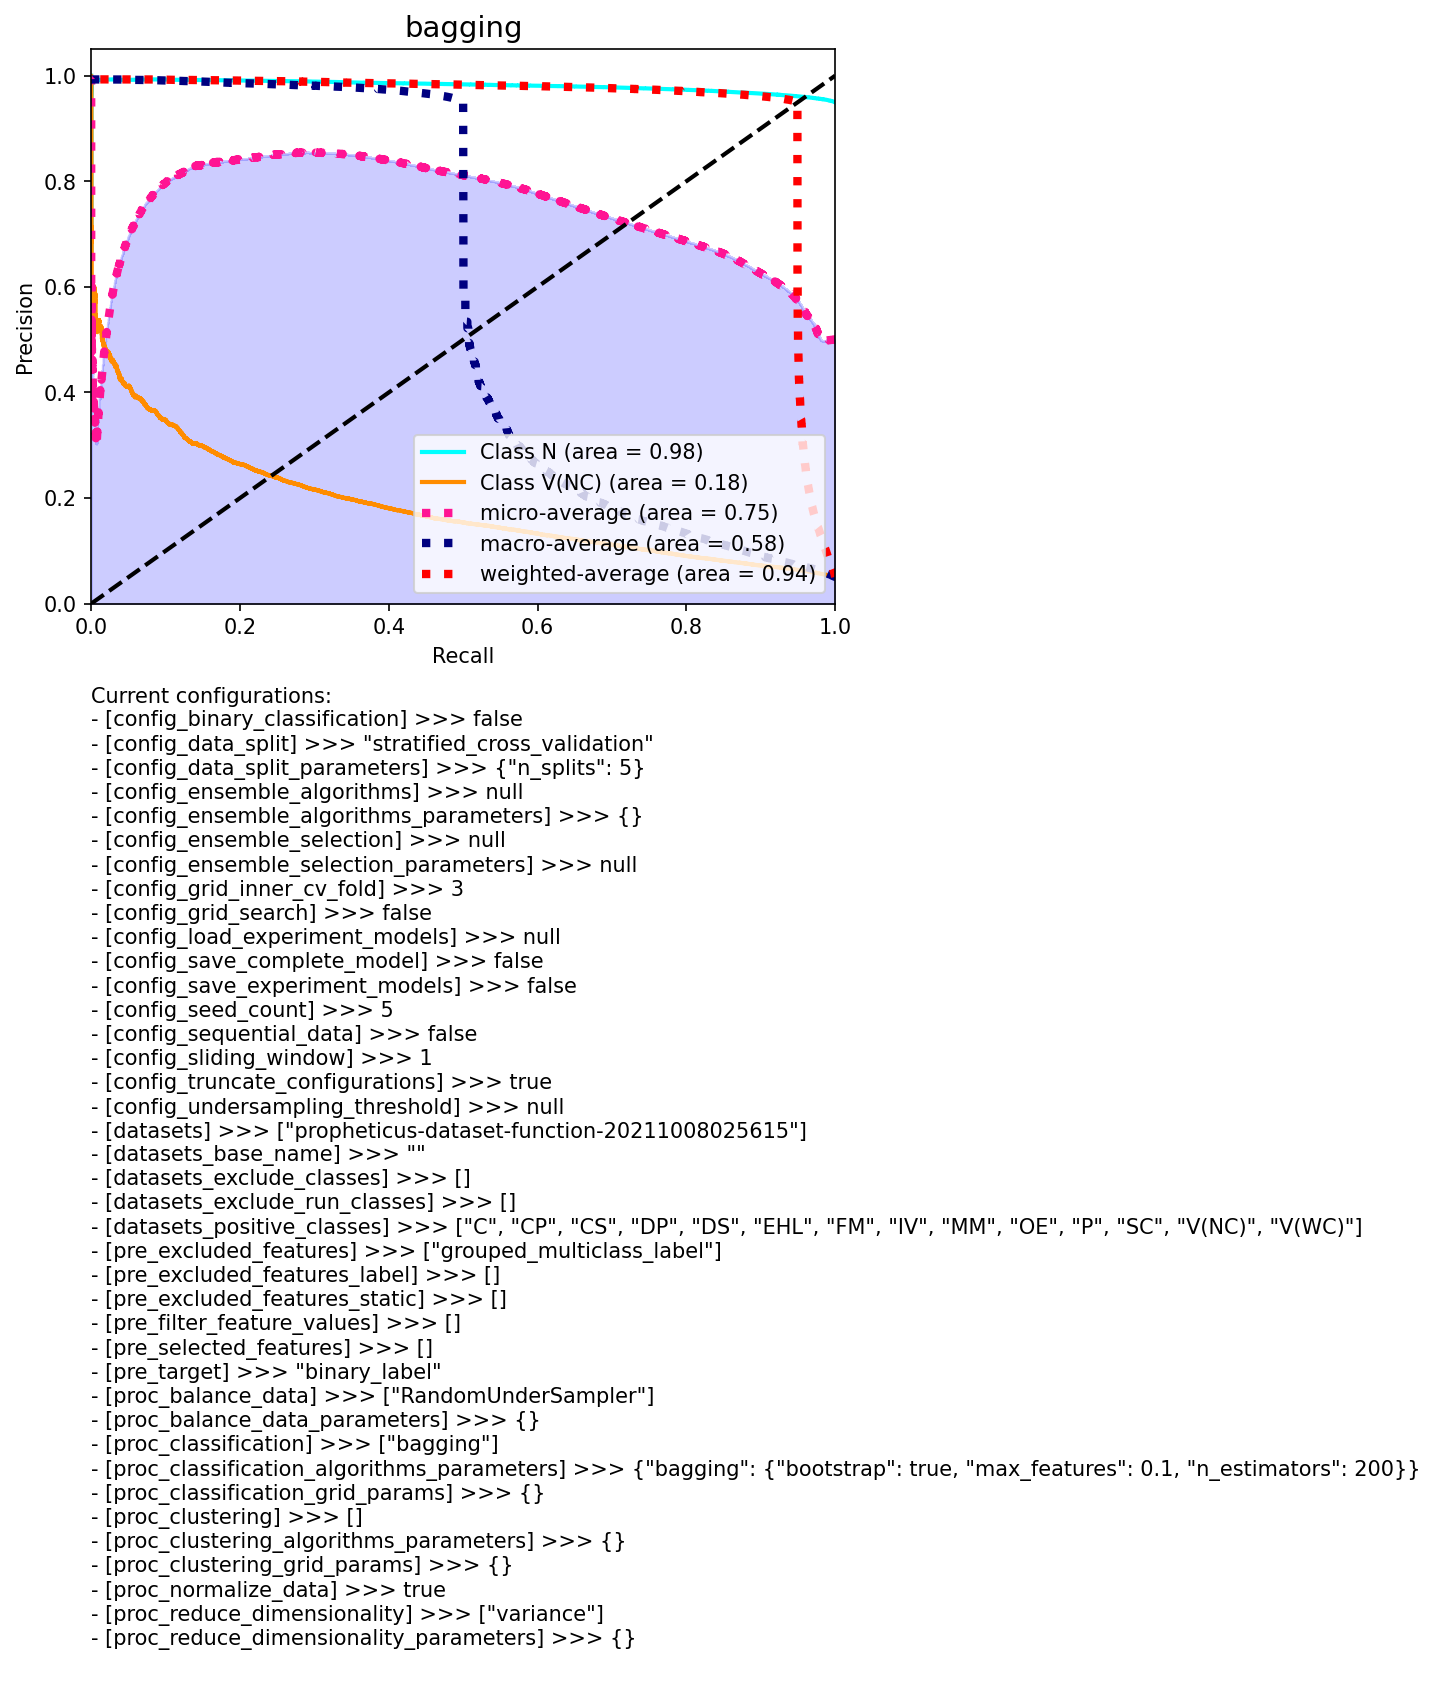 bagging
1.0
0.8
0.6
0.4
0.2
0.0
Precision
Class N (area = 0.98)
Class V(NC) (area = 0.18)
micro-average (area = 0.75)
macro-average (area = 0.58)
weighted-average (area = 0.94)
0.0 0.2 0.4 0.6 0.8 1.0
Recall
Current configurations:
- [config_binary_classification] >>> false
- [config_data_split] >>> "stratified_cross_validation"
- [config_data_split_parameters] >>> {"n_splits": 5}
- [config_ensemble_algorithms] >>> null
- [config_ensemble_algorithms_parameters] >>> {}
- [config_ensemble_selection] >>> null
- [config_ensemble_selection_parameters] >>> null
- [config_grid_inner_cv_fold] >>> 3
- [config_grid_search] >>> false
- [config_load_experiment_models] >>> null
- [config_save_complete_model] >>> false
- [config_save_experiment_models] >>> false
- [config_seed_count] >>> 5
- [config_sequential_data] >>> false
- [config_sliding_window] >>> 1
- [config_truncate_configurations] >>> true
- [config_undersampling_threshold] >>> null
- [datasets] >>> ["propheticus-dataset-function-20211008025615"]
- [datasets_base_name] >>> ""
- [datasets_exclude_classes] >>> []
- [datasets_exclude_run_classes] >>> []
- [datasets_positive_classes] >>> ["C", "CP", "CS", "DP", "DS", "EHL", "FM", "IV", "MM", "OE", "P", "SC", "V(NC)", "V(WC)"]
- [pre_excluded_features] >>> ["grouped_multiclass_label"]
- [pre_excluded_features_label] >>> []
- [pre_excluded_features_static] >>> []
- [pre_filter_feature_values] >>> []
- [pre_selected_features] >>> []
- [pre_target] >>> "binary_label"
- [proc_balance_data] >>> ["RandomUnderSampler"]
- [proc_balance_data_parameters] >>> {}
- [proc_classification] >>> ["bagging"]
- [proc_classification_algorithms_parameters] >>> {"bagging": {"bootstrap": true, "max_features": 0.1, "n_estimators": 200}}
- [proc_classification_grid_params] >>> {}
- [proc_clustering] >>> []
- [proc_clustering_algorithms_parameters] >>> {}
- [proc_clustering_grid_params] >>> {}
- [proc_normalize_data] >>> true
- [proc_reduce_dimensionality] >>> ["variance"]
- [proc_reduce_dimensionality_parameters] >>> {}